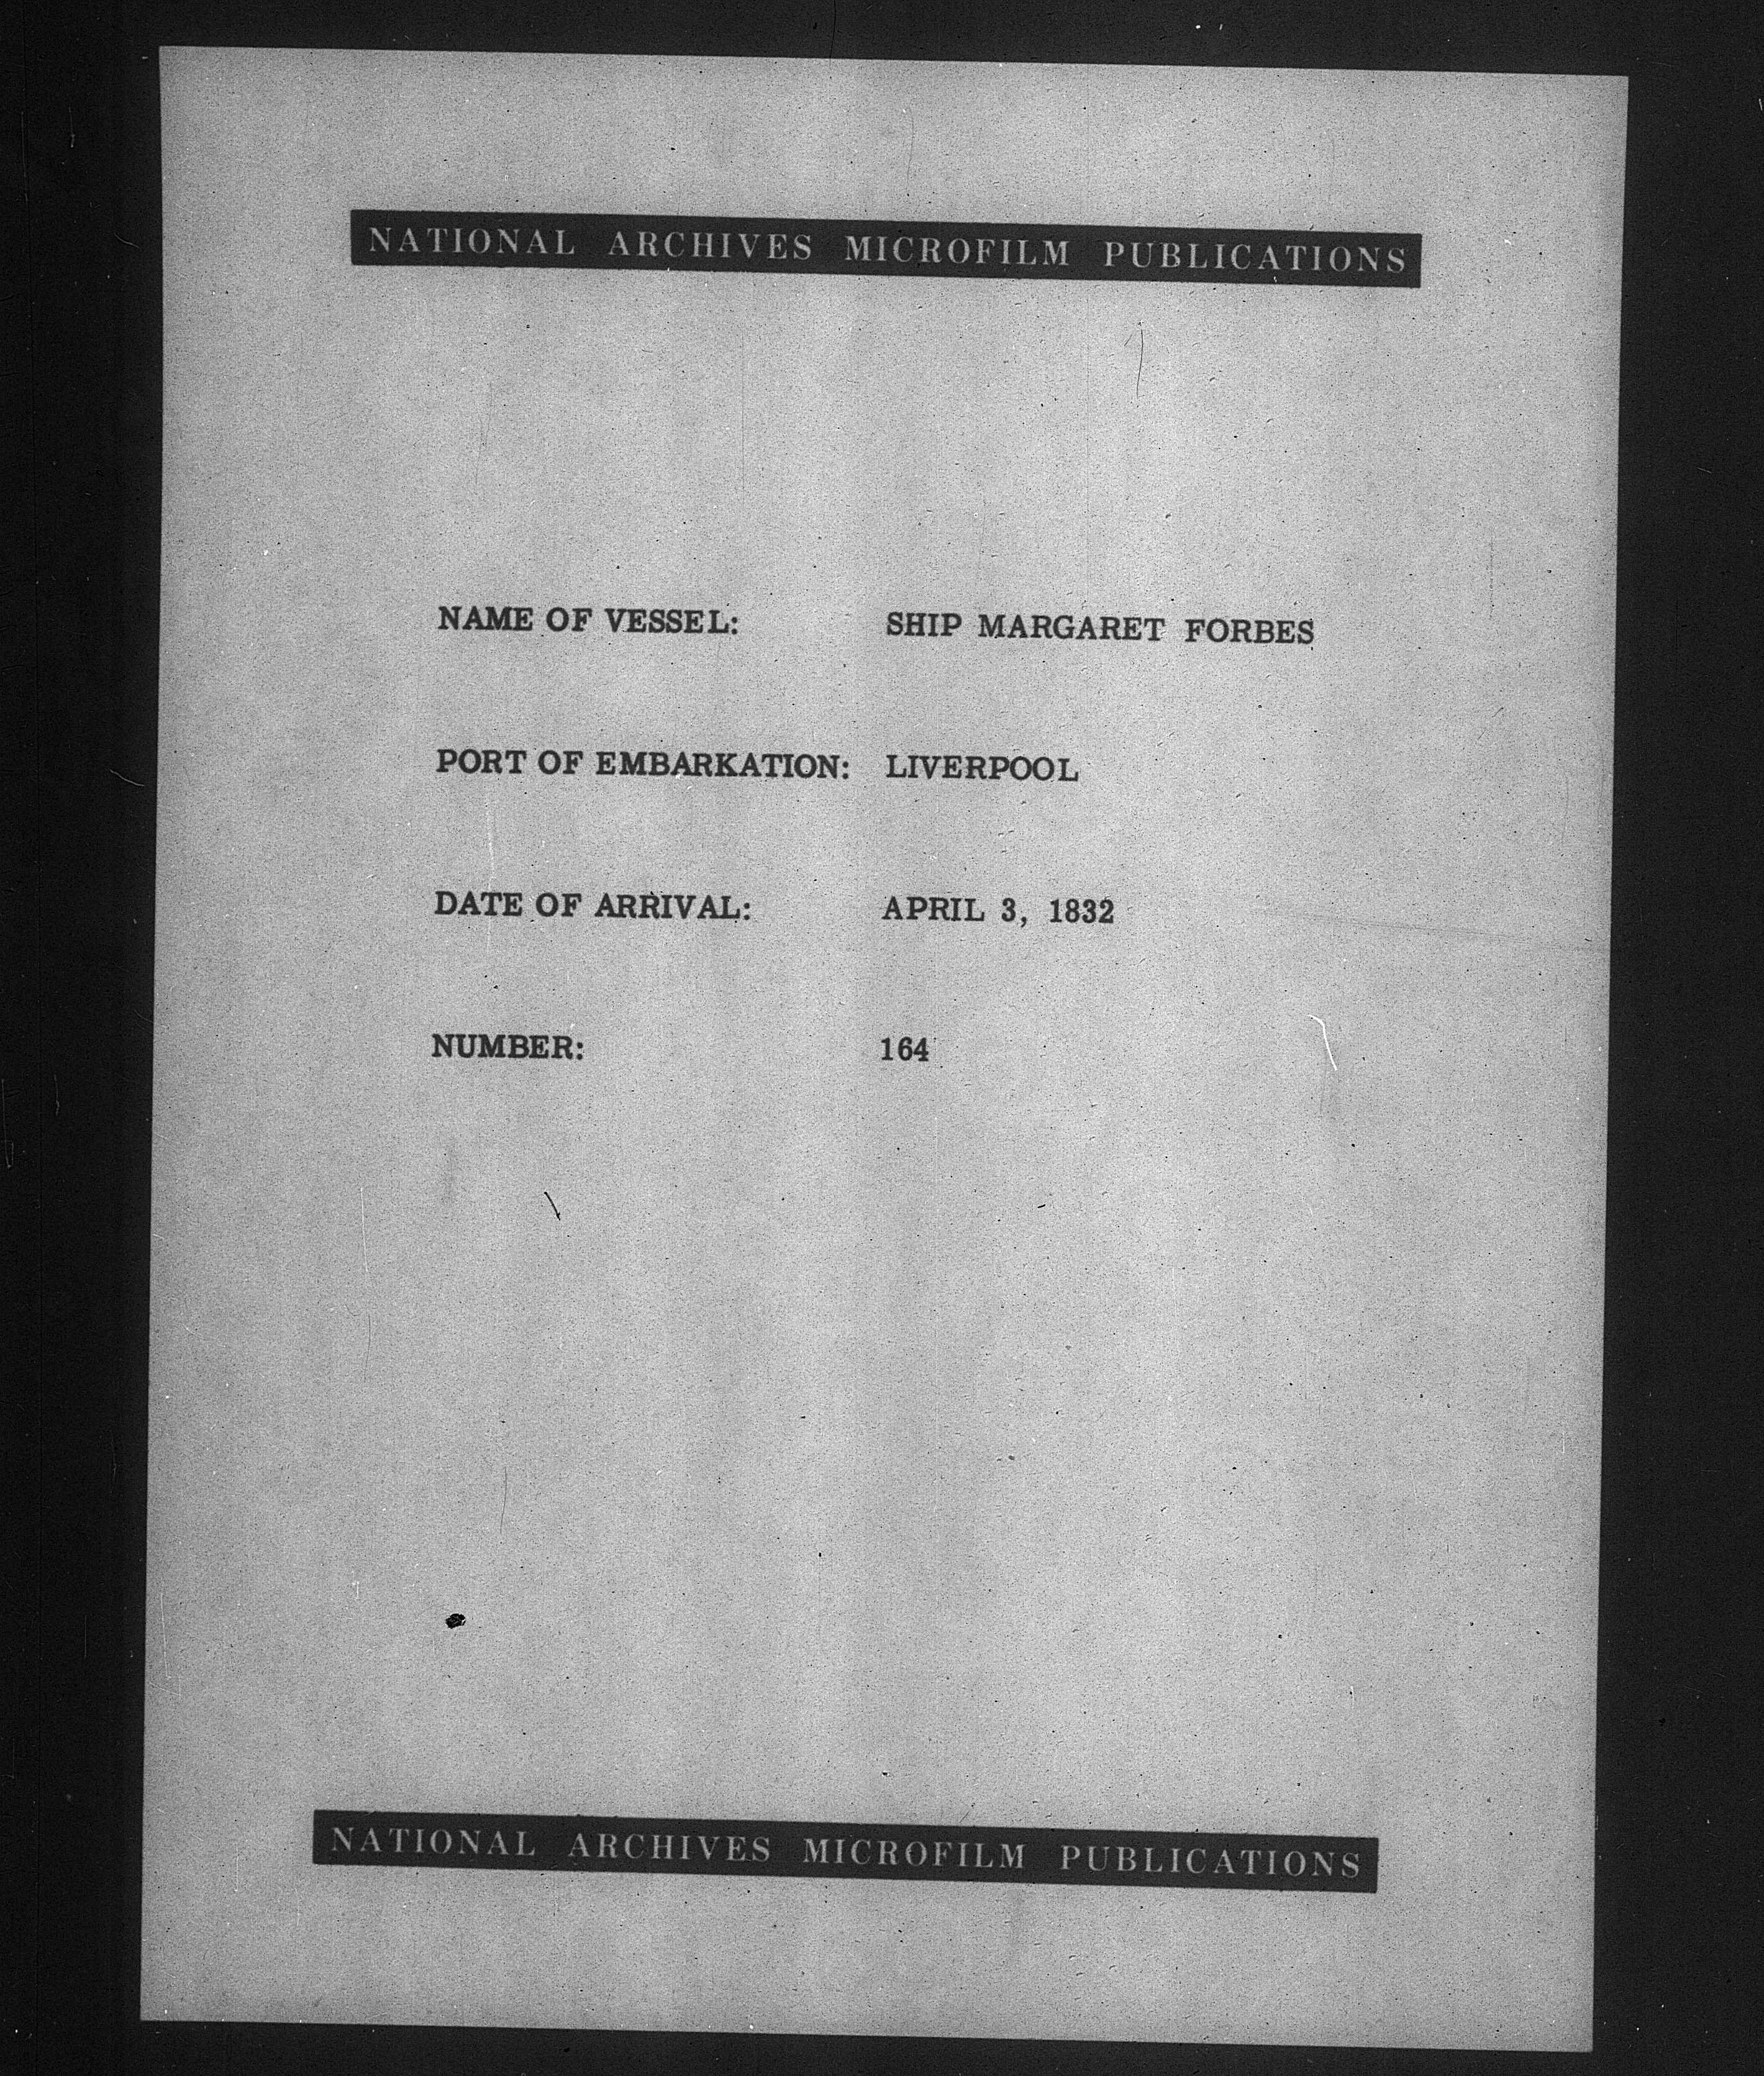 NATIONAL ARCHIVES MICROFILM PUBLICATIONS
NAME OF VESSEL: SHIP MARGARET FORBES
PORT OF EMBARKATION: LIVERPOOL
DATE OF ARRIVAL: APRIL 3, 1832
NUMBER: 164
NATIONAL ARCHIVES MICROFILM PUBLICATIONS